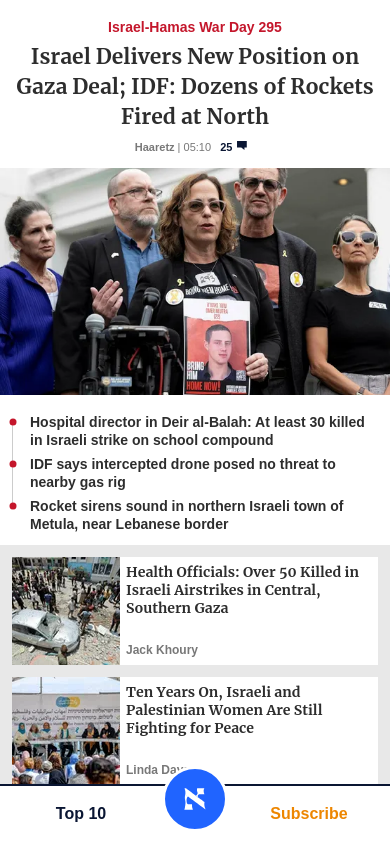 Israel-Hamas War Day 295
Israel Delivers New Position on
Gaza Deal; IDF: Dozens of Rockets
Fired at North
Haaretz | 05:10 25
BRING THEM HOME
293
BRING
HIM
HOME NOW!
Hospital director in Deir al-Balah: At least 30 killed
in Israeli strike on school compound
IDF says intercepted drone posed no threat to
nearby gas rig
Rocket sirens sound in northern Israeli town of
Metula, near Lebanese border
Health Officials: Over 50 Killed in
Israeli Airstrikes in Central,
Southern Gaza
Jack Khoury
Ten Years On, Israeli and
Palestinian Women Are Still
Fighting for Peace
Linda
Top 10
Subscribe